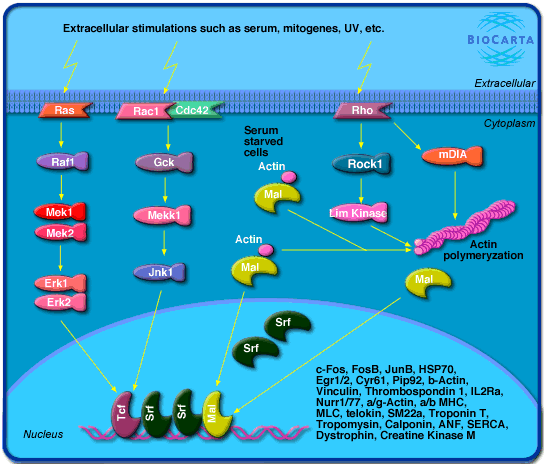 Extracellular stimulations such as serum, mitogenes, UV, etc.
BIOCARTA
Extracellular
Ras
Rac1
Cdc42
Rho
Cytoplasm
Serum
starved
cells
Raf1
Gck
Rock1
mDIA
Actin
Mal
Mek1
Mek2
Mekk1
Lim Kinase
Actin
polymeryzation
Actin
Mal
Jnk1
Mal
Erk1
Erk2
Srf
Srf
c-Fos, FosB, JunB, HSP70,
Egr1/2, Cyr61, Pip92, b-Actin,
Vinculin, Thrombospondin 1, IL2Ra,
Nurr1/77, a/g-Actin, a/b MHC,
MLC, telokin, SM22a, Troponin T,
Tropomysn, Calponin, ANF, SERCA,
Dystrophin, Creatine Kinase M
Tcf
Srf
Srf
Mal
Nucleus